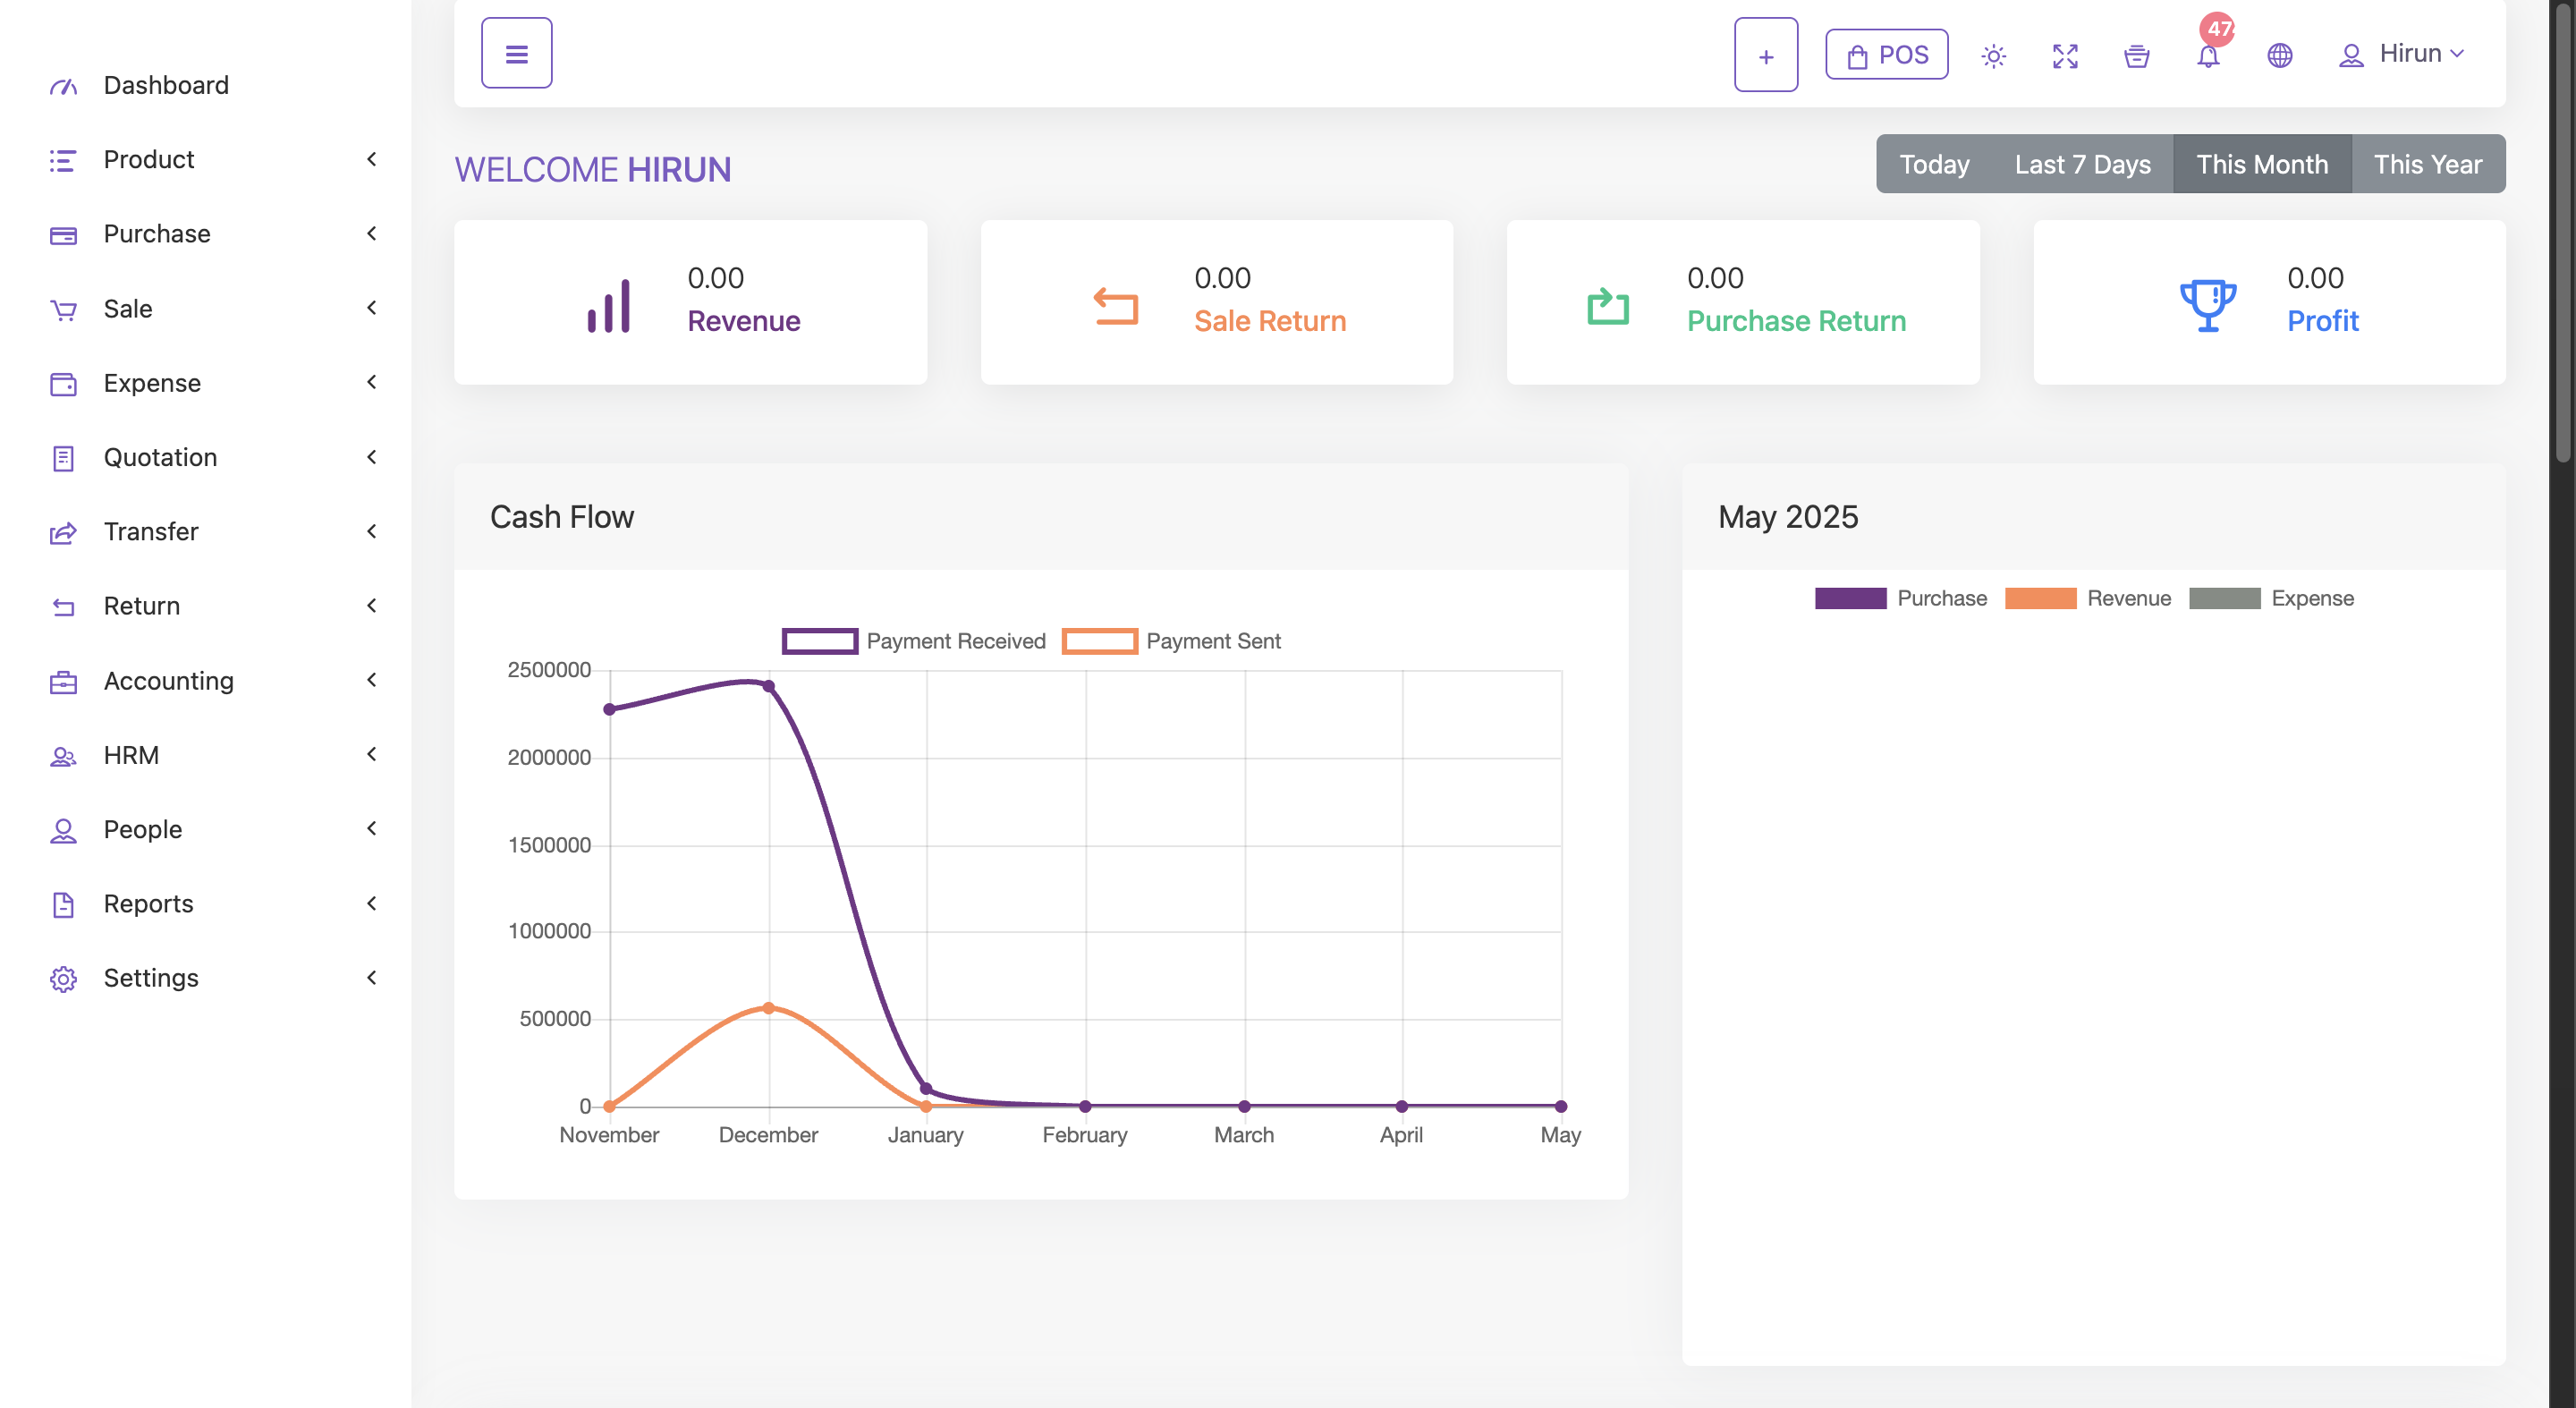 Dashboard
Product
Purchase
Sale
Expense
Quotation
Transfer
Return
Accounting
HRM
People
Reports
Settings
+
POS
47
Hirun
WELCOME HIRUN
Today
Last 7 Days
This Month
This Year
0.00
Revenue
0.00
Sale Return
0.00
Purchase Return
0.00
Profit
Cash Flow
Payment Received
Payment Sent
2500000
2000000
1500000
1000000
500000
0
November
December
January
February
March
April
May
May 2025
Purchase
Revenue
Expense